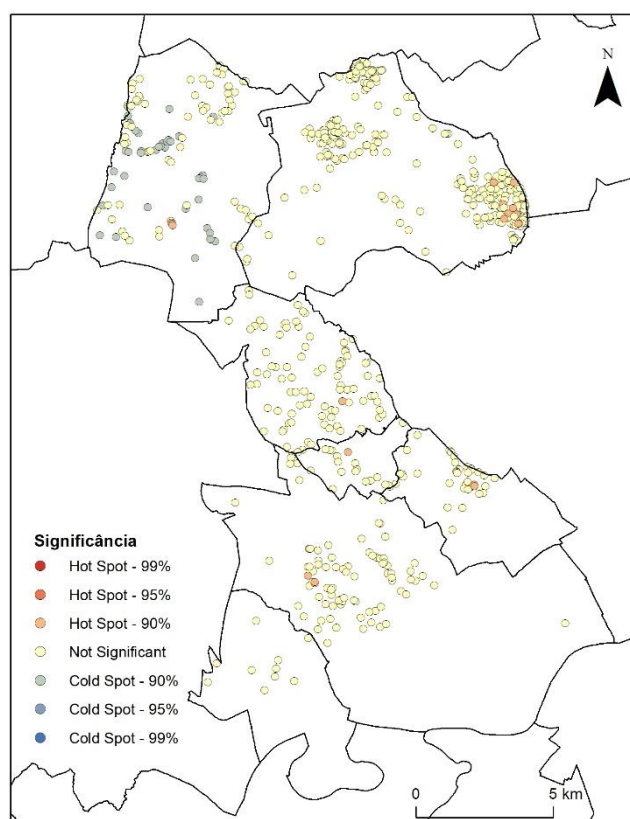 N
Significância
Hot Spot - 99%
Hot Spot - 95%
Hot Spot - 90%
Not Significant
Cold Spot - 90%
Cold Spot - 95%
Cold Spot - 99%
0 5 km